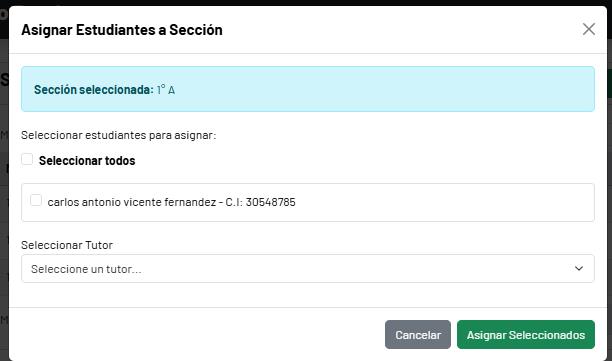 Asignar Estudiantes a Sección
Sección seleccionada: 1° A
Seleccionar estudiantes para asignar:
Seleccionar todos
carlos antonio vicente fernandez - C.I: 30548785
Seleccionar Tutor
Seleccione un tutor...
Cancelar
Asignar Seleccionados